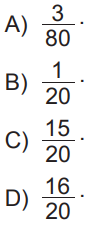 A) 3/80 .
B) 1/20 .
C) 15/20 .
D) 16/20 .